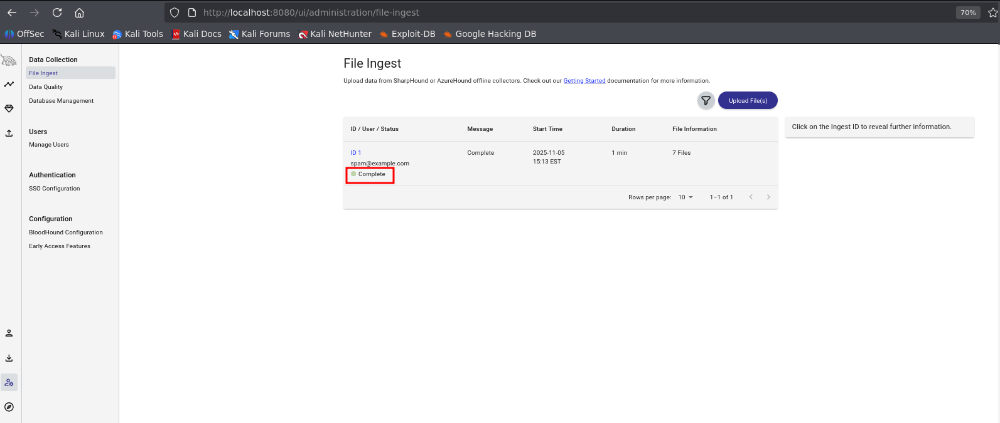 http://localhost:8080/ui/administration/file-ingest
70%
OffSec Kali Linux Kali Tools Kali Docs Kali Forums Kali NetHunter Exploit-DB Google Hacking DB
Data Collection
File Ingest
Data Quality
Database Management
Users
Manage Users
Authentication
SSO Configuration
Configuration
BloodHound Configuration
Early Access Features
File Ingest
Upload data from SharpHound or AzureHound offline collectors. Check out our Getting Started documentation for more information.
Upload File(s)
ID / User / Status Message Start Time Duration File Information
ID 1 Complete 2025-11-05 1 min 7 Files
15:13 EST
spam@example.com
Complete
Rows per page: 10 1–1 of 1
Click on the Ingest ID to reveal further information.